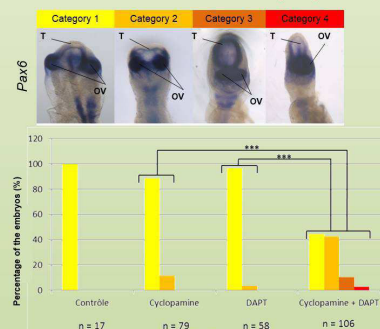 Category 1 Category 2 Category 3 Category 4
T T T T OV
Pax6
OV OV OV
Percentage of the embryos (%)
120
100
80
60
40
20
0
***
***
Contrôle Cyclopamine DAPT Cyclopamine + DAPT
n = 17 n = 79 n = 58 n = 106